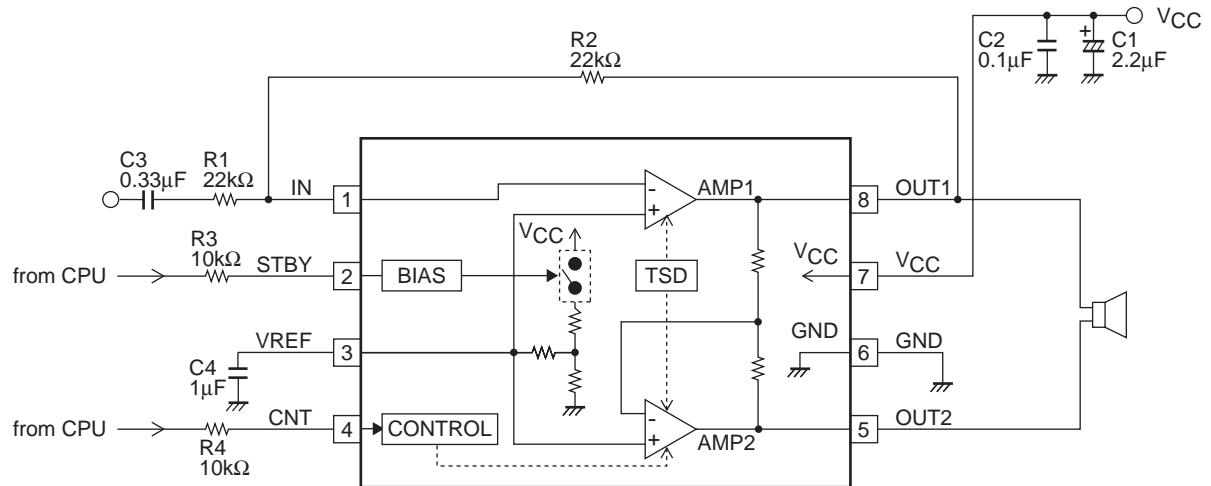 VCC
C2
0.1μF
+
C1
2.2μF
R2
22kΩ
C3
0.33μF
R1
22kΩ
IN
1
-
+
AMP1
8
OUT1
from CPU
R3
10kΩ
STBY
2
BIAS
VCC
TSD
VCC
7
VCC
VREF
3
C4
1μF
GND
6
GND
from CPU
R4
10kΩ
CNT
4
CONTROL
-
+
AMP2
5
OUT2